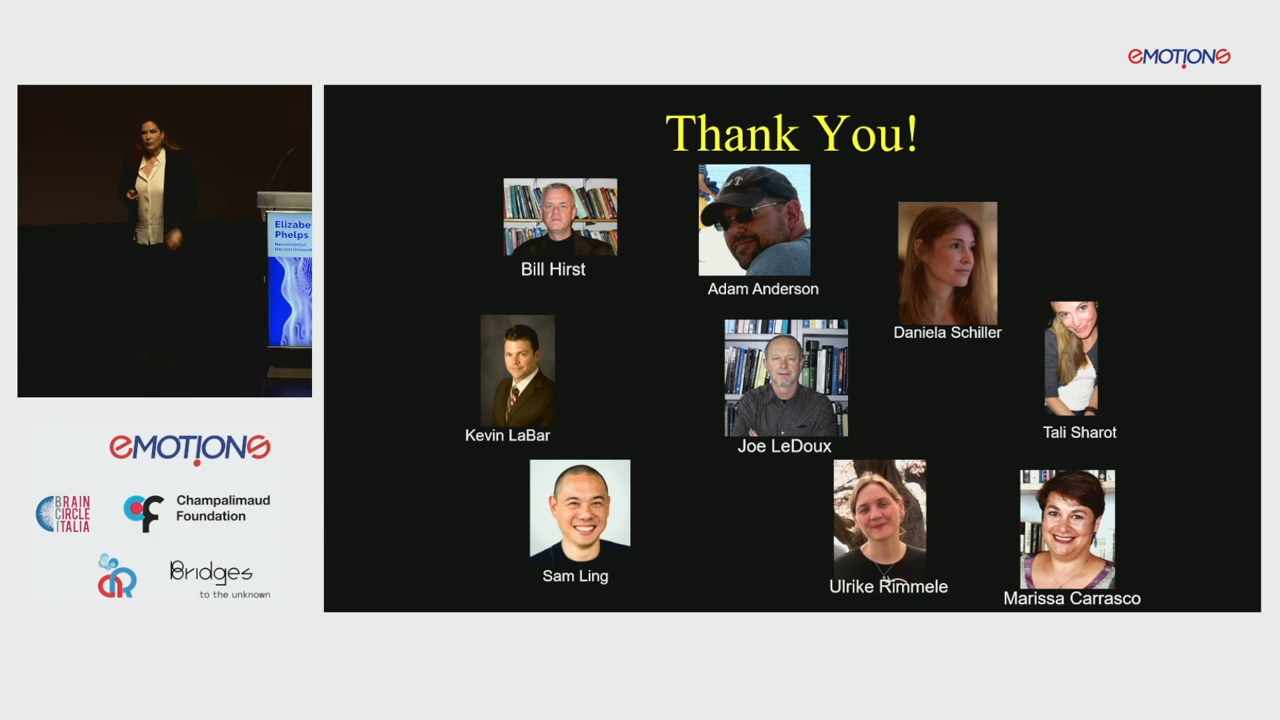 eMOTIONS
Elizabe
Phelps
Thank You!
Bill Hirst
Adam Anderson
Daniela Schiller
Kevin LaBar
Joe LeDoux
Tali Sharot
Sam Ling
Ulrike Rimmele
Marissa Carrasco
eMOTIONS
BRAIN
CIRCLE
ITALIA
Champalimaud
Foundation
Bridges
to the unknown